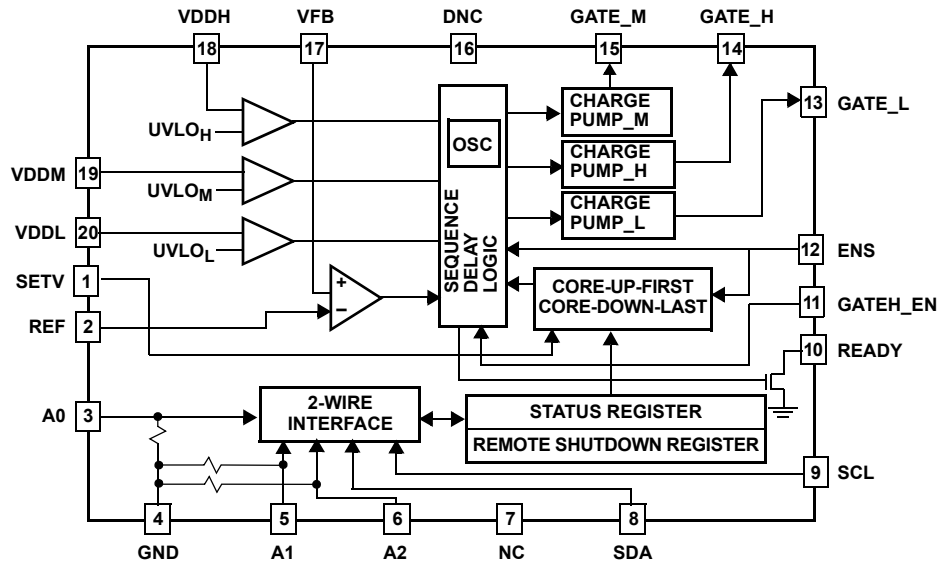 VDDH VFB DNC GATE_M GATE_H
18 17 16 15 14
CHARGE
PUMP_M
13 GATE_L
OSC
UVLOH
CHARGE
PUMP_H
VDDM 19
UVLOM
CHARGE
PUMP_L
VDDL 20
UVLOL
SEQUENCE
DELAY
LOGIC
12 ENS
SETV 1
CORE-UP-FIRST
CORE-DOWN-LAST
+
−
11 GATEH_EN
REF 2
10 READY
A0 3
2-WIRE
INTERFACE
STATUS REGISTER
REMOTE SHUTDOWN REGISTER
9 SCL
4 5 6 7 8
GND A1 A2 NC SDA